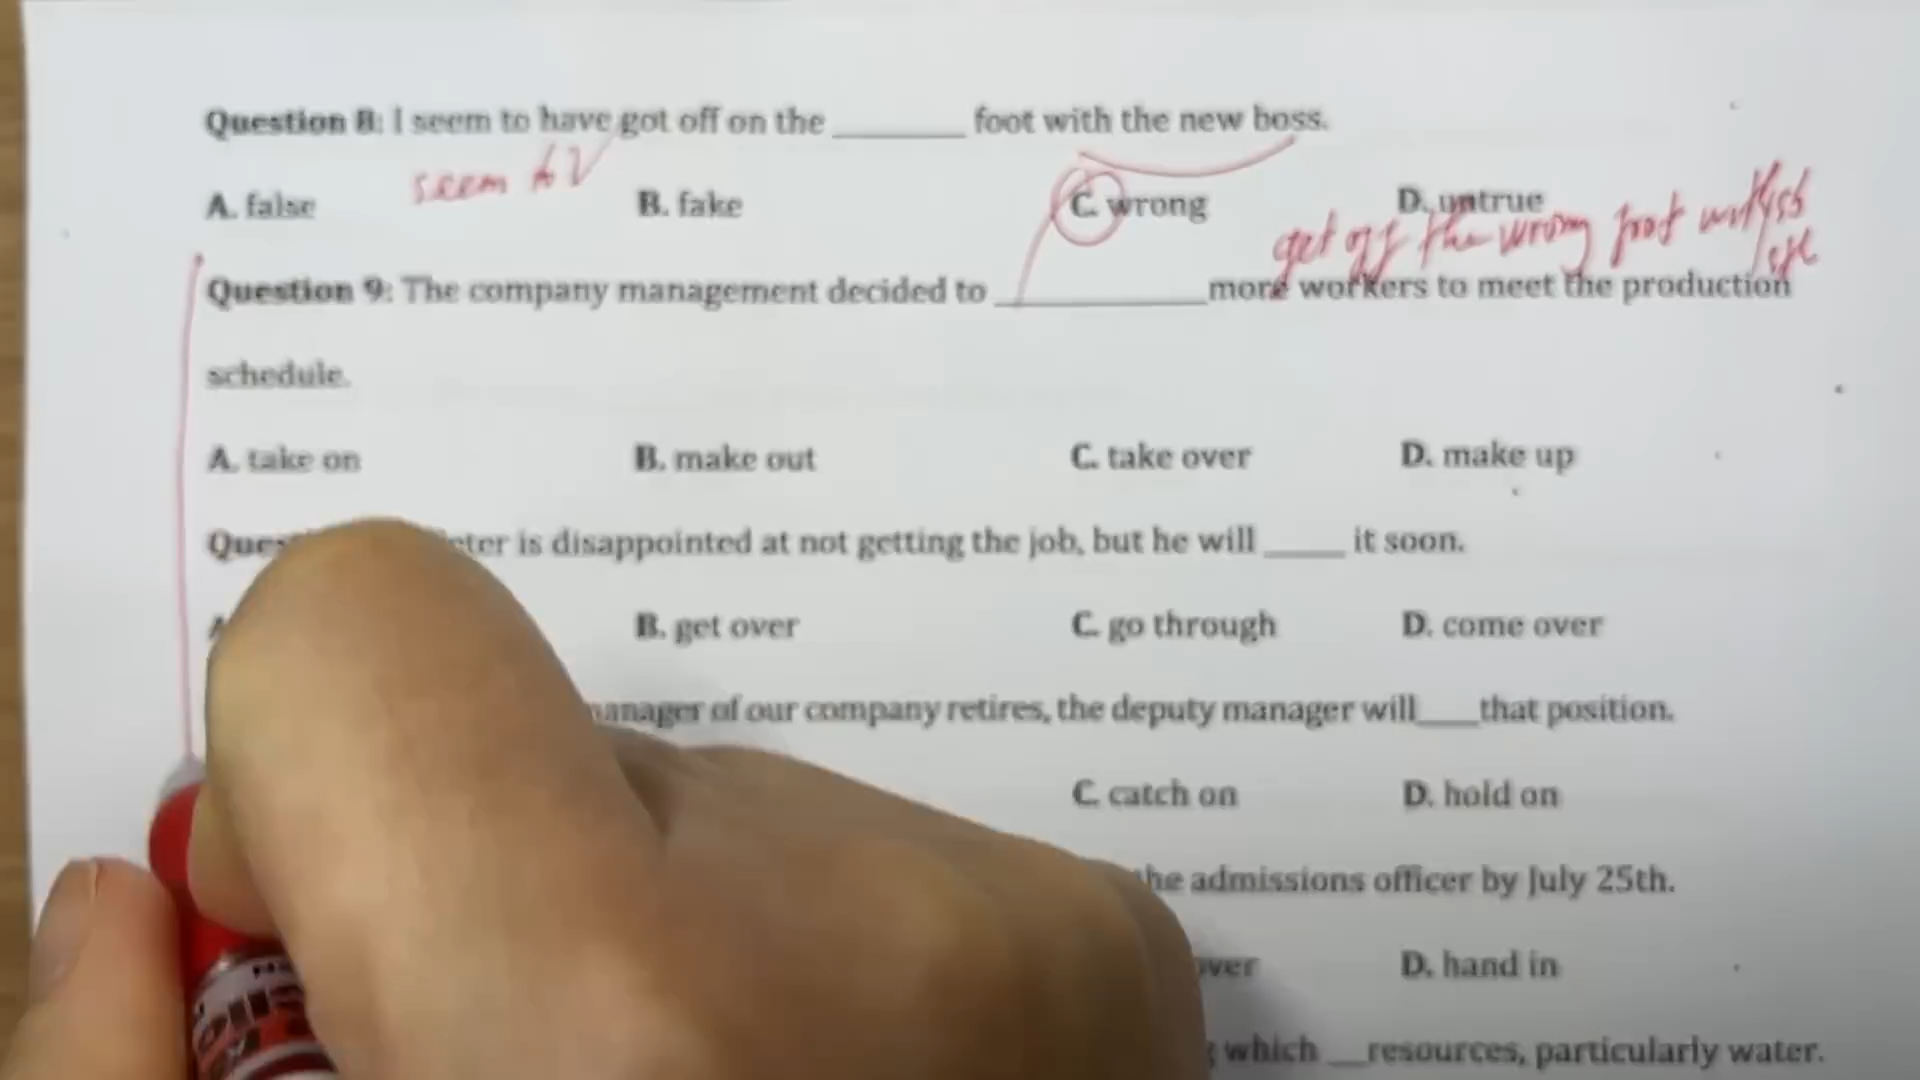 Question 8: I seem to have got off on the ________ foot with the new boss.
seem to V
A. false B. fake C. wrong D. untrue
get off the wrong foot with sb
Question 9: The company management decided to ____________ more workers to meet the production
schedule.
A. take on B. make out C. take over D. make up
is disappointed at not getting the job, but he will _____ it soon.
B. get over C. go through D. come over
of our company retires, the deputy manager will____that position.
C. catch on D. hold on
admissions officer by July 25th.
D. hand in
which __resources, particularly water.